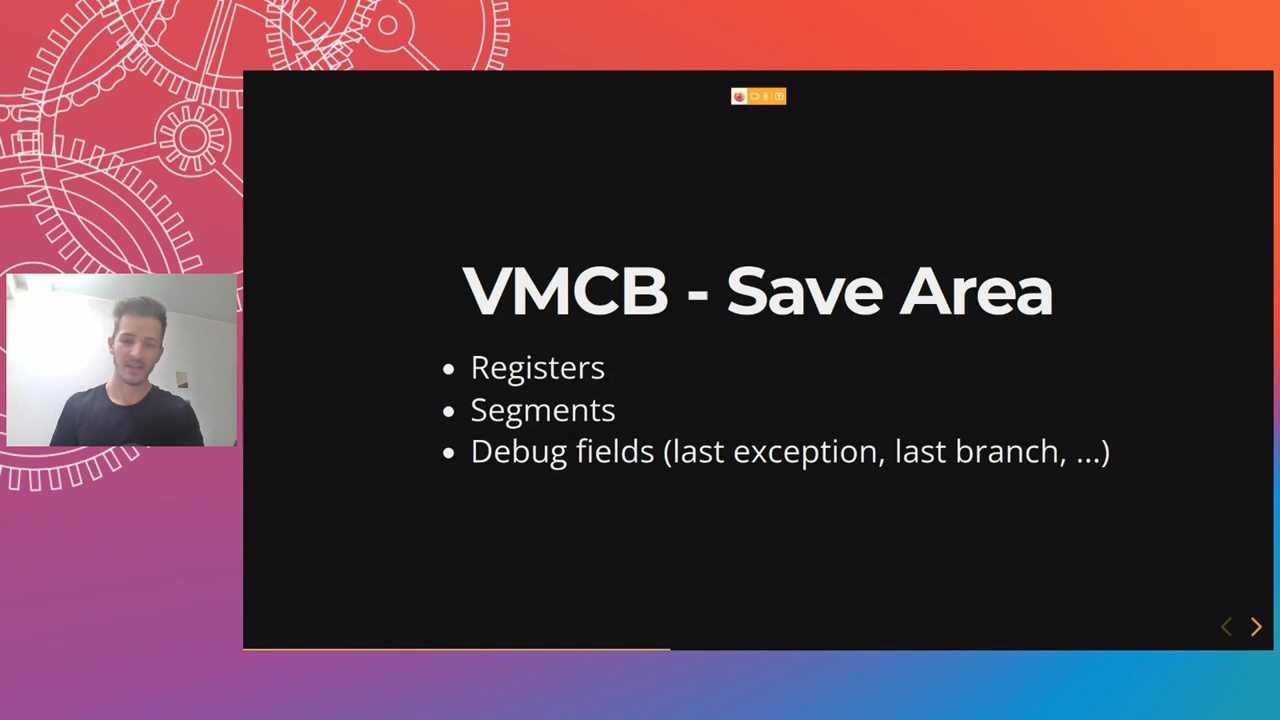 VMCB - Save Area
Registers
Segments
Debug fields (last exception, last branch, ...)